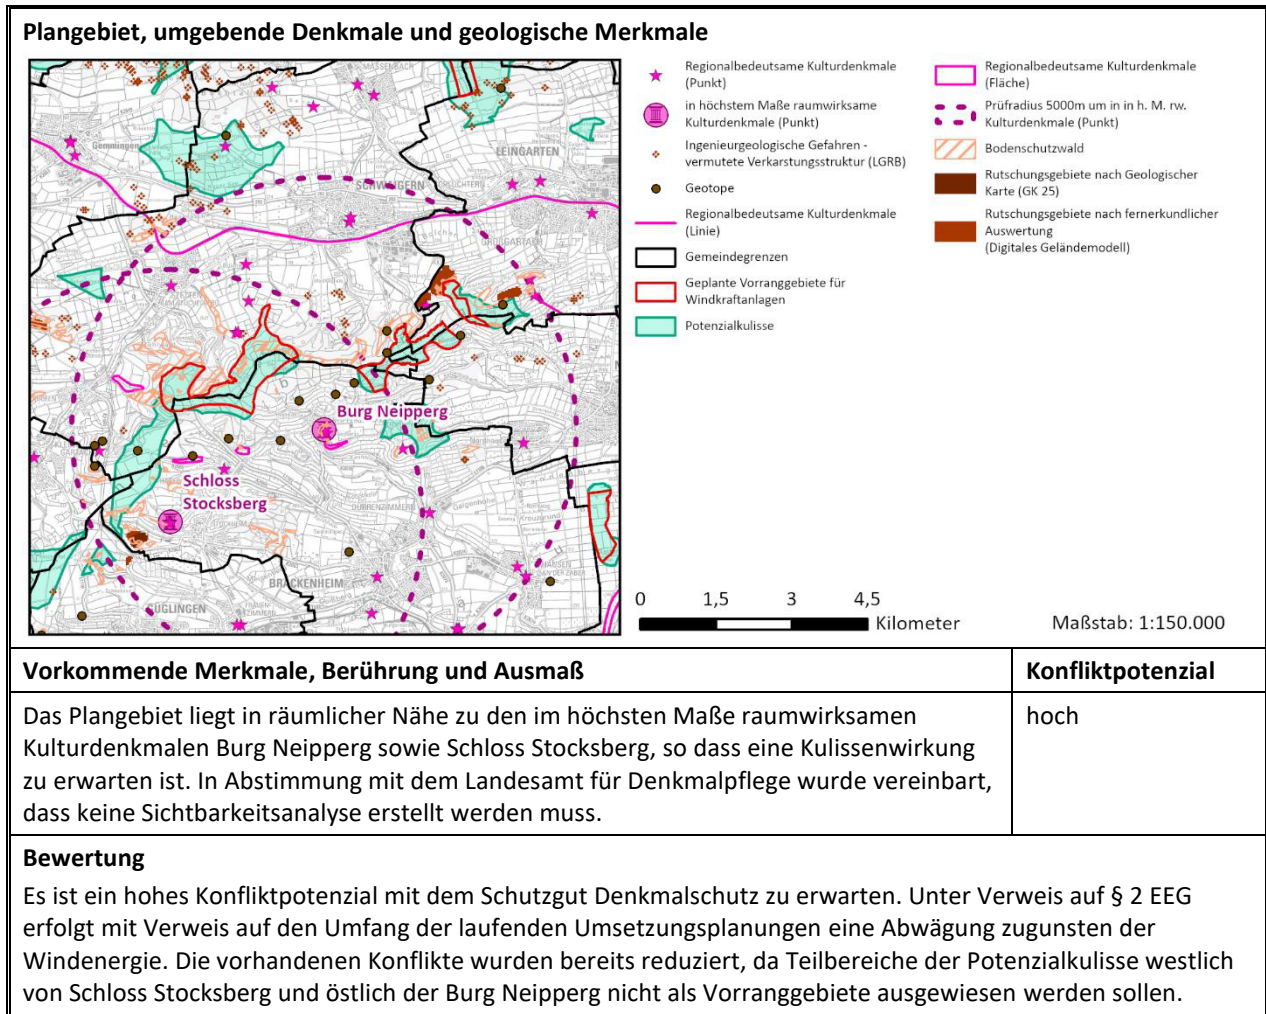 Plangebiet, umgebende Denkmale und geologische Merkmale
MASSENBACH
Gemmingen
LEINGARTEN
SCHWAIGERN
Burg Neipperg
Schloss
Stocksberg
DÜRRENZIMMERN
BRACKENHEIM
GÜGLINGEN
Regionalbedeutsame Kulturdenkmale
(Punkt)
in höchstem Maße raumwirksame
Kulturdenkmale (Punkt)
Ingenieurgeologische Gefahren -
vermutete Verkarstungsstruktur (LGRB)
Geotope
Regionalbedeutsame Kulturdenkmale
(Linie)
Gemeindegrenzen
Geplante Vorranggebiete für
Windkraftanlagen
Potenzialkulisse
Regionalbedeutsame Kulturdenkmale
(Fläche)
Prüfradius 5000m um in in h. M. rw.
Kulturdenkmale (Punkt)
Bodenschutzwald
Rutschungsgebiete nach Geologischer
Karte (GK 25)
Rutschungsgebiete nach fernerkundlicher
Auswertung
(Digitales Geländemodell)
0 1,5 3 4,5
Kilometer
Maßstab: 1:150.000
Vorkommende Merkmale, Berührung und Ausmaß
Konfliktpotenzial
Das Plangebiet liegt in räumlicher Nähe zu den im höchsten Maße raumwirksamen
Kulturdenkmalen Burg Neipperg sowie Schloss Stocksberg, so dass eine Kulissenwirkung
zu erwarten ist. In Abstimmung mit dem Landesamt für Denkmalpflege wurde vereinbart,
dass keine Sichtbarkeitsanalyse erstellt werden muss.
hoch
Bewertung
Es ist ein hohes Konfliktpotenzial mit dem Schutzgut Denkmalschutz zu erwarten. Unter Verweis auf § 2 EEG
erfolgt mit Verweis auf den Umfang der laufenden Umsetzungsplanungen eine Abwägung zugunsten der
Windenergie. Die vorhandenen Konflikte wurden bereits reduziert, da Teilbereiche der Potenzialkulisse westlich
von Schloss Stocksberg und östlich der Burg Neipperg nicht als Vorranggebiete ausgewiesen werden sollen.